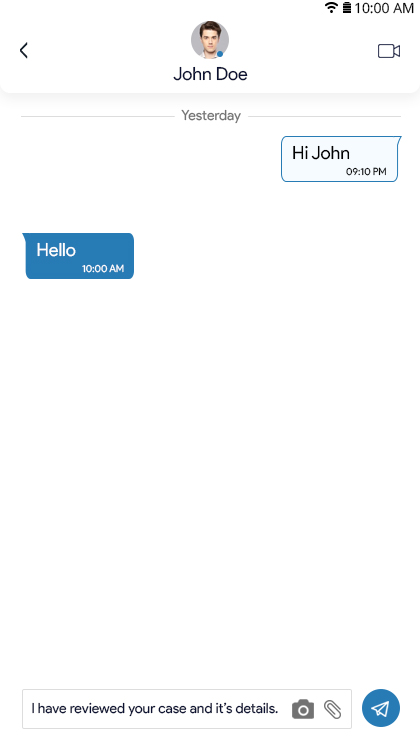 10:00 AM
John Doe
Yesterday
Hi John
09:10 PM
Hello
10:00 AM
I have reviewed your case and it's details.